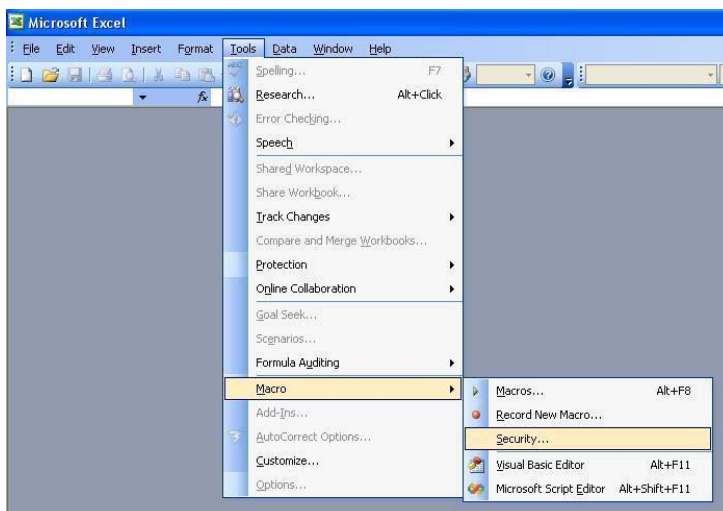 Microsoft Excel
File Edit View Insert Format Tools Data Window Help
Spelling... F7
Research... Alt+Click
Error Checking...
Speech
Shared Workspace...
Share Workbook...
Track Changes
Compare and Merge Workbooks...
Protection
Online Collaboration
Goal Seek...
Scenarios...
Formula Auditing
Macro
Macros... Alt+F8
Add-Ins...
Record New Macro...
AutoCorrect Options...
Security...
Customize...
Visual Basic Editor Alt+F11
Options...
Microsoft Script Editor Alt+Shift+F11